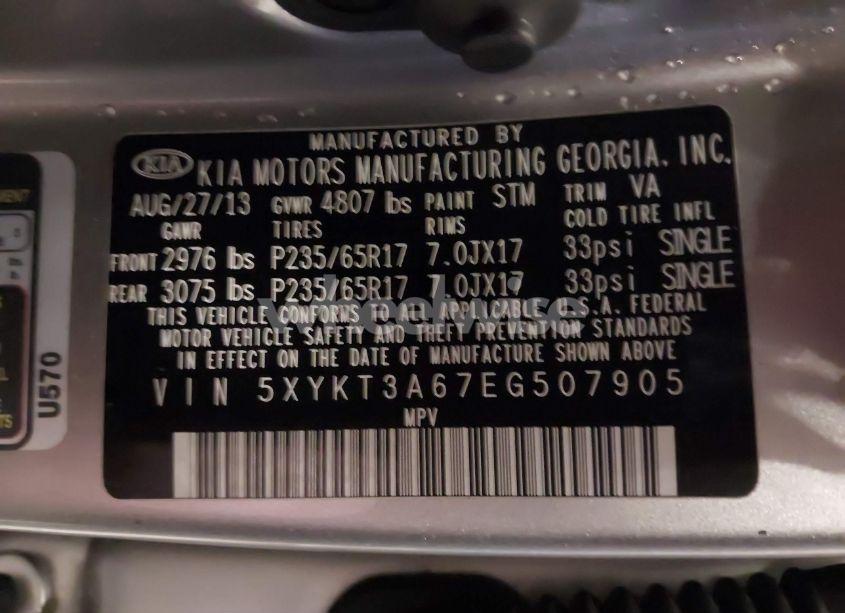 MANUFACTURED BY
KIA KIA MOTORS MANUFACTURING GEORGIA, INC.
AUG/27/13 GVWR 4807 lbs PAINT STM TRIM VA
GAWR TIRES RIMS COLD TIRE INFL
FRONT 2976 lbs P235/65R17 7.0JX17 33psi SINGLE
REAR 3075 lbs P235/65R17 7.0JX17 33psi SINGLE
THIS VEHICLE CONFORMS TO ALL APPLICABLE U.S.A. FEDERAL
MOTOR VEHICLE SAFETY AND THEFT PREVENTION STANDARDS
IN EFFECT ON THE DATE OF MANUFACTURE SHOWN ABOVE
VIN 5XYKT3A67EG507905
MPV
U570